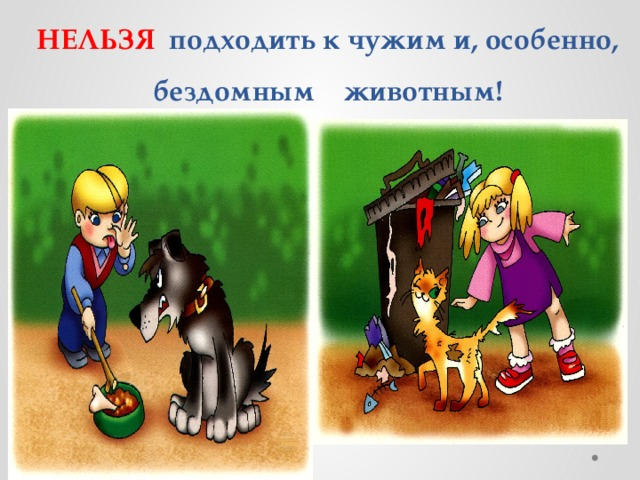 НЕЛЬЗЯ подходить к чужим и, особенно,
бездомным животным!